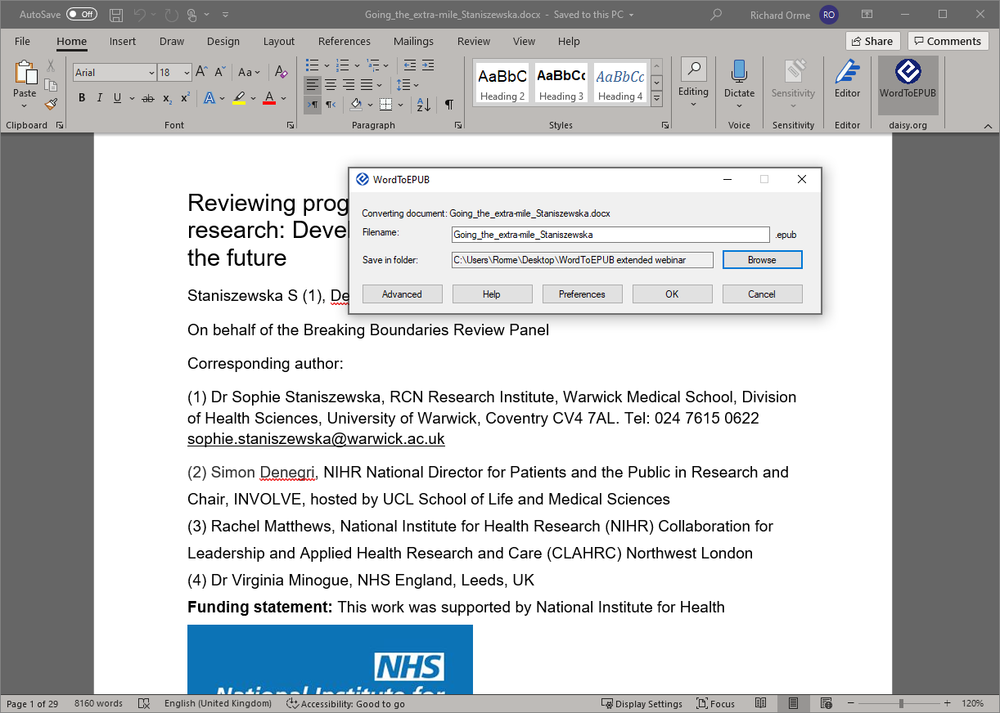 AutoSave Off Going_the_extra-mile_Staniszewska.docx - Saved to this PC Richard Orme RO
File Home Insert Draw Design Layout References Mailings Review View Help Share Comments
Arial 18 Aa
AaBbC AaBbCc AaBbCc
Paste Heading 2 Heading 3 Heading 4 Editing Dictate Sensitivity Editor WordToEPUB
B I U ab x₂ x² A A
Clipboard Font Paragraph Styles Voice Sensitivity Editor daisy.org
WordToEPUB
Converting document: Going_the_extra-mile_Staniszewska.docx
Filename: Going_the_extra-mile_Staniszewska .epub
Save in folder: C:\Users\Rorme\Desktop\WordToEPUB extended webinar Browse
Advanced Help Preferences OK Cancel
Reviewing prog
research: Devel
the future
Staniszewska S (1), De
On behalf of the Breaking Boundaries Review Panel
Corresponding author:
(1) Dr Sophie Staniszewska, RCN Research Institute, Warwick Medical School, Division
of Health Sciences, University of Warwick, Coventry CV4 7AL. Tel: 024 7615 0622
sophie.staniszewska@warwick.ac.uk
(2) Simon Denegri, NIHR National Director for Patients and the Public in Research and
Chair, INVOLVE, hosted by UCL School of Life and Medical Sciences
(3) Rachel Matthews, National Institute for Health Research (NIHR) Collaboration for
Leadership and Applied Health Research and Care (CLAHRC) Northwest London
(4) Dr Virginia Minogue, NHS England, Leeds, UK
Funding statement: This work was supported by National Institute for Health
NHS
National Institute for
Page 1 of 29 8160 words English (United Kingdom) Accessibility: Good to go Display Settings Focus 120%